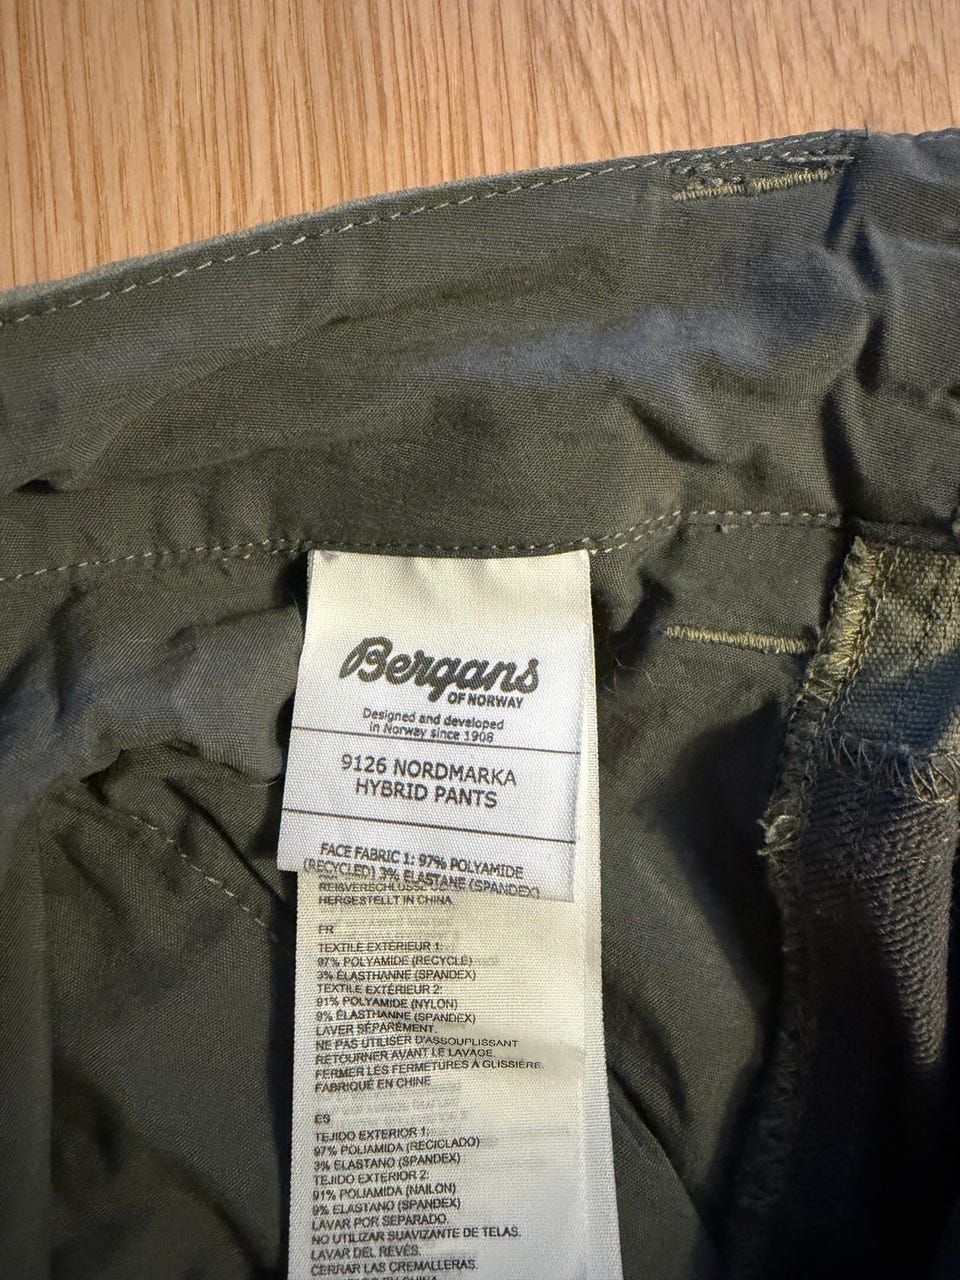 Bergans
OF NORWAY
Designed and developed
in Norway since 1908
9126 NORDMARKA
HYBRID PANTS
FACE FABRIC 1: 97% POLYAMIDE
(RECYCLED) 3% ELASTANE (SPANDEX)
HERGESTELLT IN CHINA
FR
TEXTILE EXTÉRIEUR 1:
97% POLYAMIDE (RECYCLÉ)
3% ÉLASTHANNE (SPANDEX)
TEXTILE EXTÉRIEUR 2:
91% POLYAMIDE (NYLON)
9% ÉLASTHANNE (SPANDEX)
LAVER SÉPARÉMENT.
NE PAS UTILISER D'ASSOUPLISSANT
RETOURNER AVANT LE LAVAGE.
FERMER LES FERMETURES À GLISSIÈRE.
FABRIQUÉ EN CHINE
ES
TEJIDO EXTERIOR 1:
97% POLIAMIDA (RECICLADO)
3% ELASTANO (SPANDEX)
TEJIDO EXTERIOR 2:
91% POLIAMIDA (NAILON)
9% ELASTANO (SPANDEX)
LAVAR POR SEPARADO.
NO UTILIZAR SUAVIZANTE DE TELAS.
LAVAR DEL REVÉS.
CERRAR LAS CREMALLERAS.